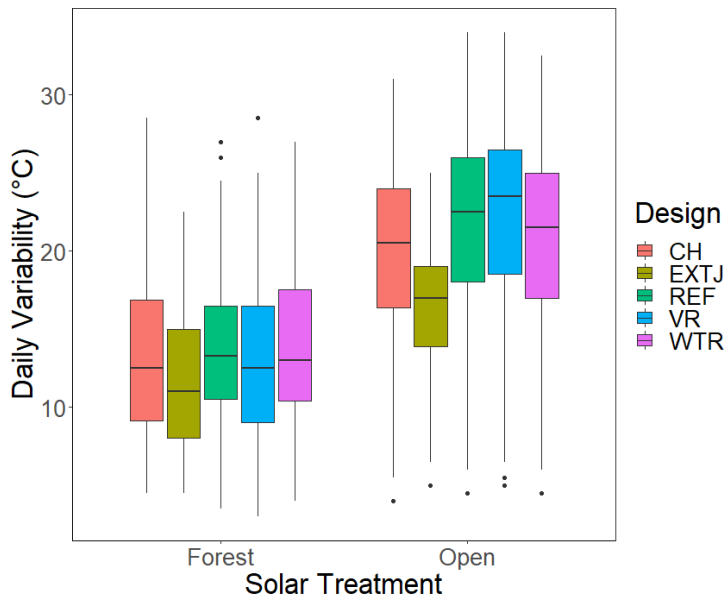 Daily Variability (°C)
30
20
10
Forest
Open
Solar Treatment
Design
CH
EXTJ
REF
VR
WTR